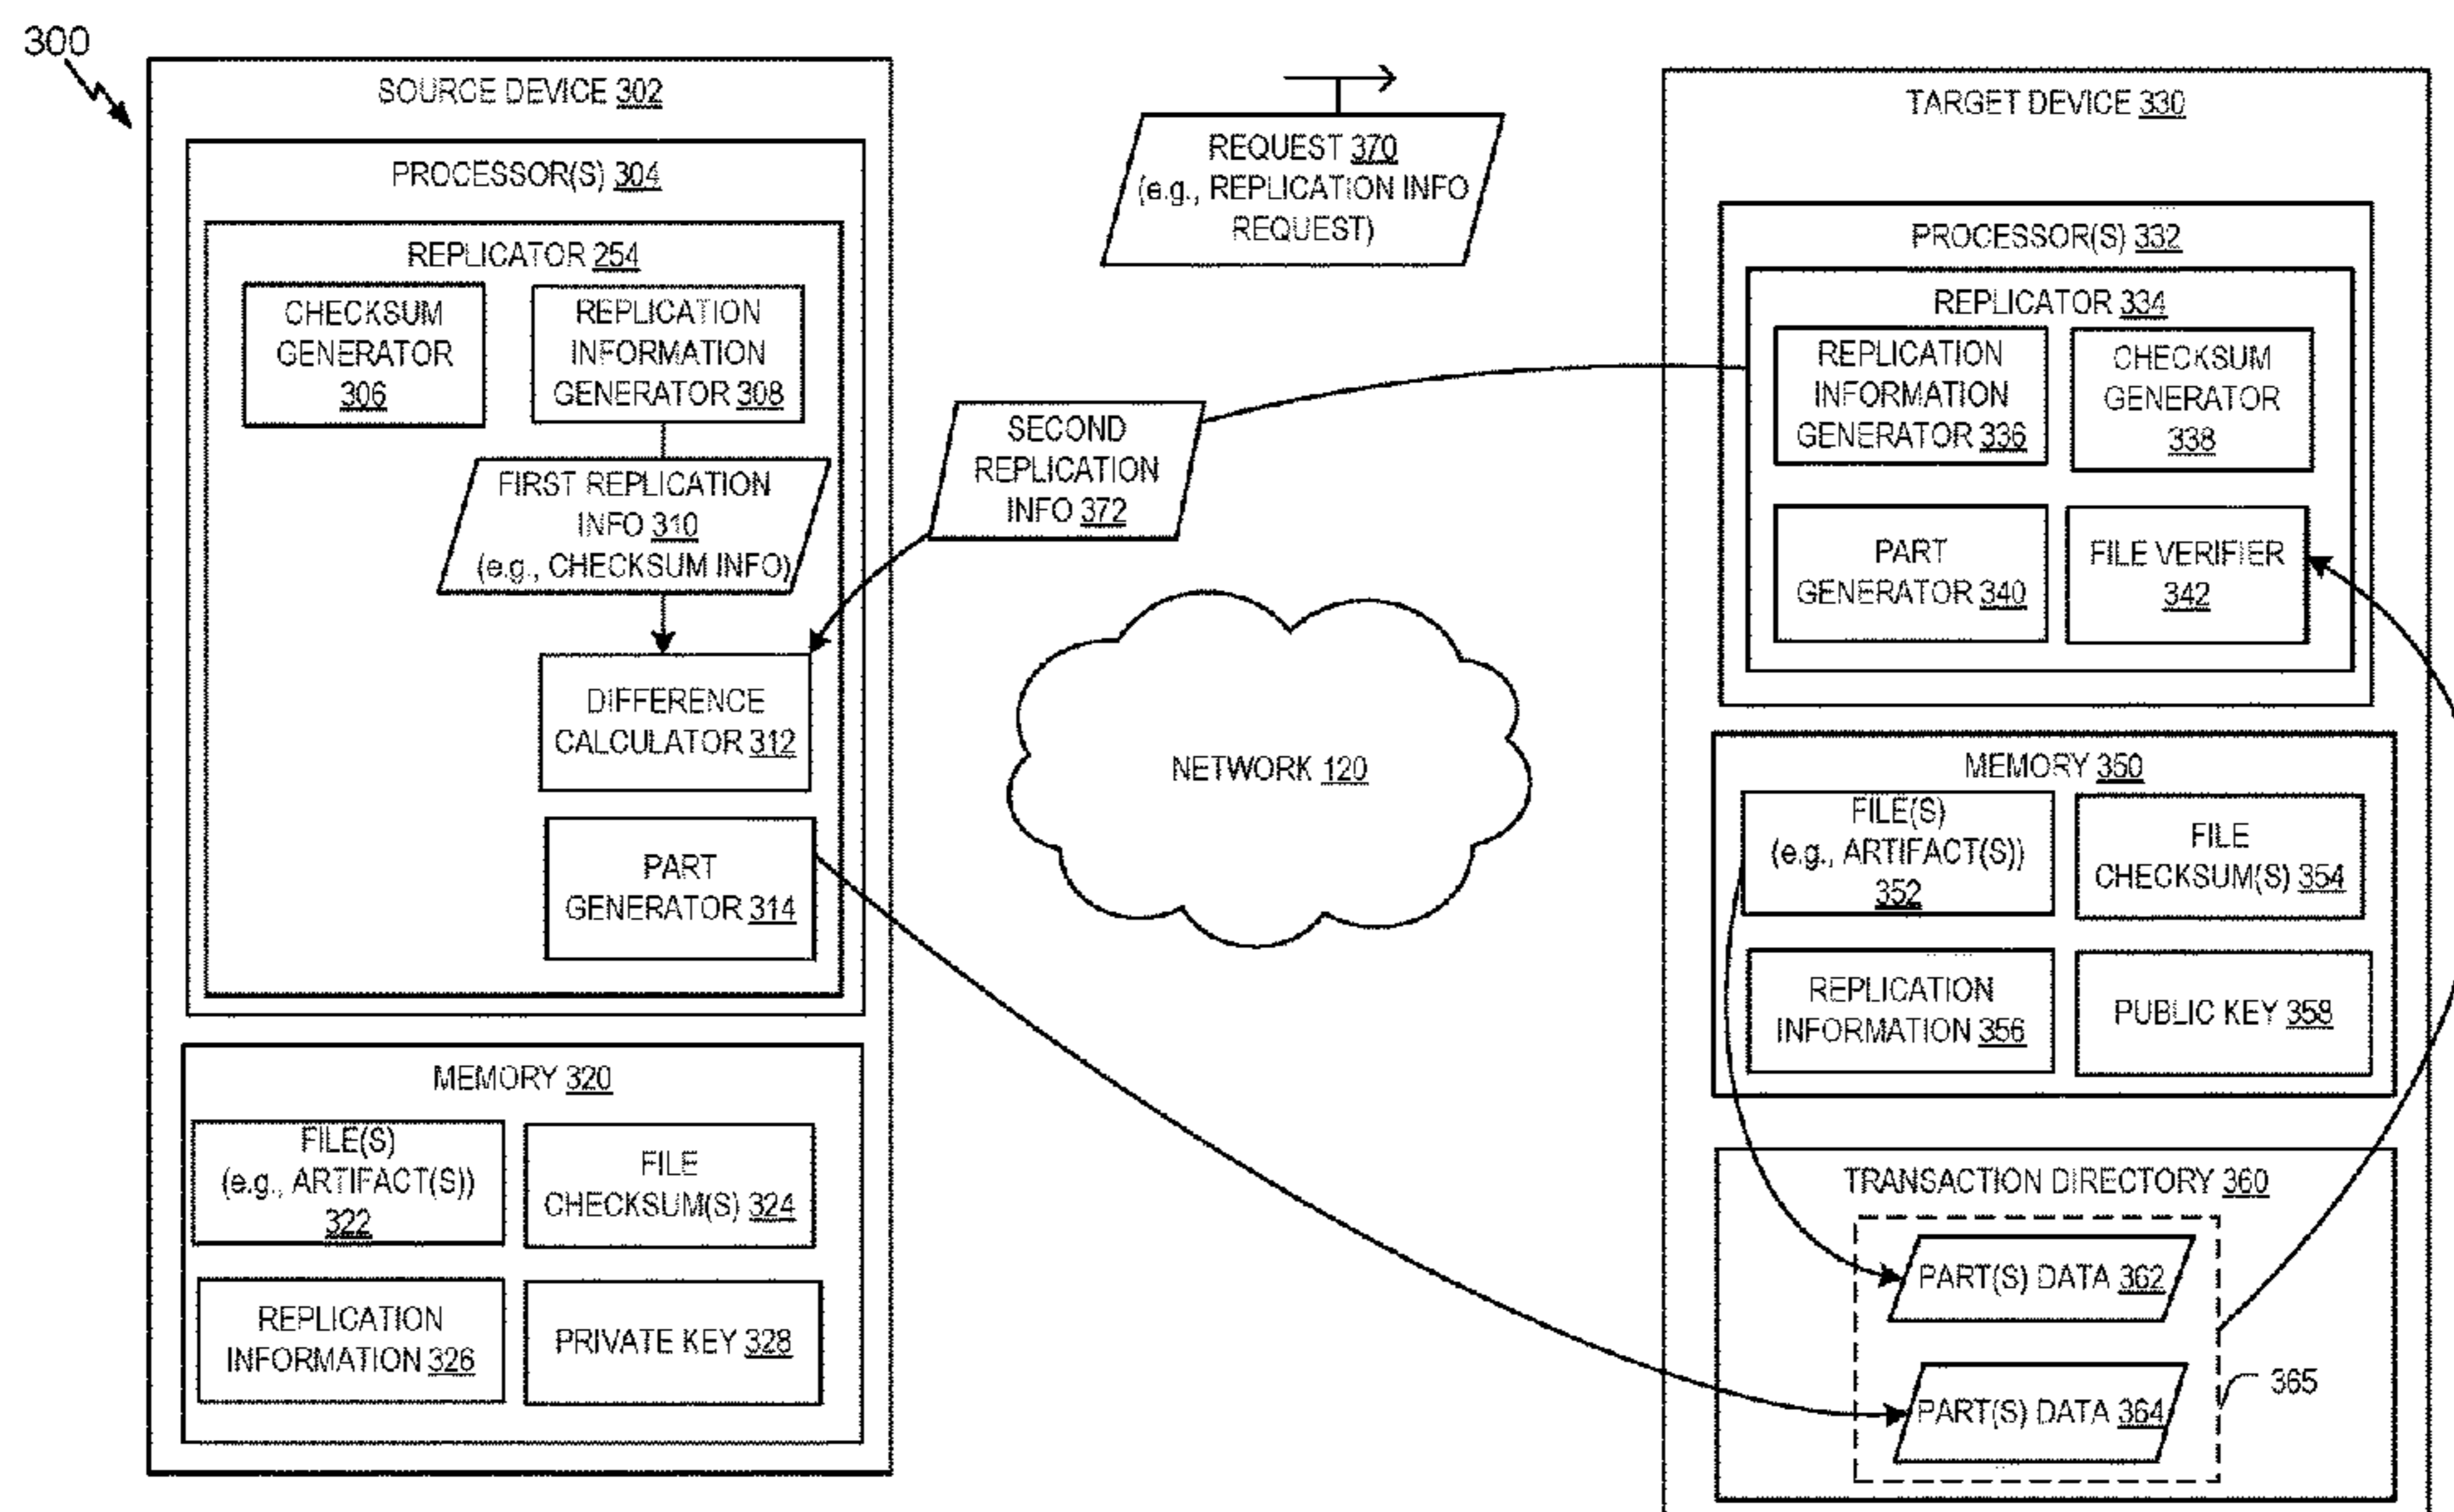 300
SOURCE DEVICE 302
PROCESSOR(S) 304
REPLICATOR 254
CHECKSUM
GENERATOR
306
REPLICATION
INFORMATION
GENERATOR 308
FIRST REPLICATION
INFO 310
(e.g., CHECKSUM INFO)
DIFFERENCE
CALCULATOR 312
PART
GENERATOR 314
MEMORY 320
FILE(S)
(e.g., ARTIFACT(S))
322
FILE
CHECKSUM(S) 324
REPLICATION
INFORMATION 326
PRIVATE KEY 328
REQUEST 370
(e.g., REPLICATION INFO
REQUEST)
SECOND
REPLICATION
INFO 372
NETWORK 120
TARGET DEVICE 330
PROCESSOR(S) 332
REPLICATOR 334
REPLICATION
INFORMATION
GENERATOR 336
CHECKSUM
GENERATOR
338
PART
GENERATOR 340
FILE VERIFIER
342
MEMORY 350
FILE(S)
(e.g., ARTIFACT(S))
352
FILE
CHECKSUM(S) 354
REPLICATION
INFORMATION 356
PUBLIC KEY 358
TRANSACTION DIRECTORY 360
PART(S) DATA 362
PART(S) DATA 364
365